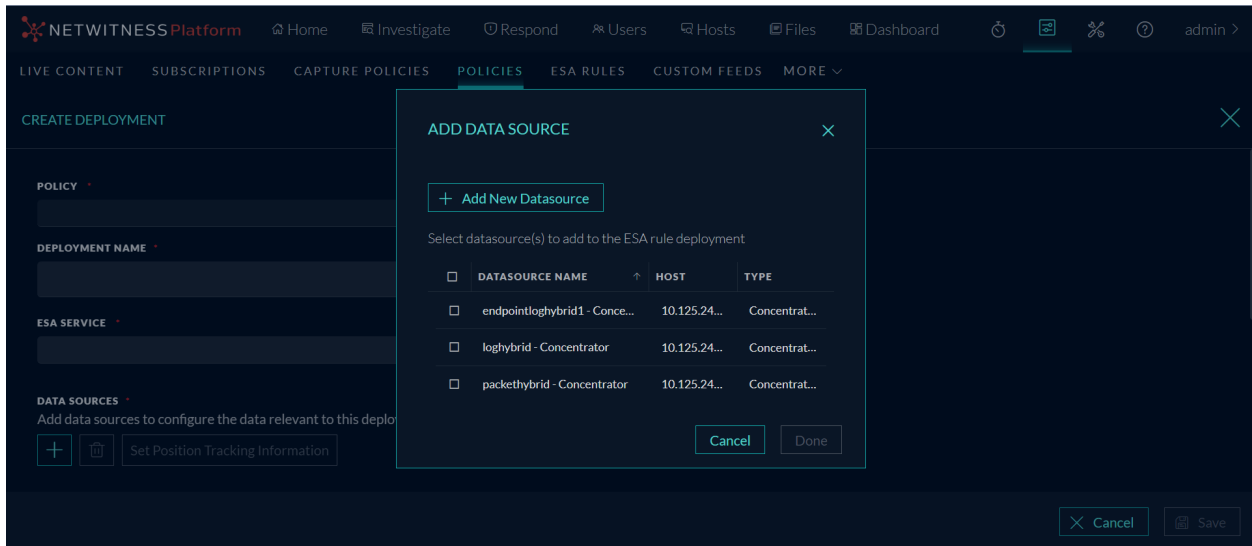 NETWITNESS Platform Home Investigate Respond Users Hosts Files Dashboard admin >
LIVE CONTENT SUBSCRIPTIONS CAPTURE POLICIES POLICIES ESA RULES CUSTOM FEEDS MORE
CREATE DEPLOYMENT
ADD DATA SOURCE
POLICY *
+ Add New Datasource
Select datasource(s) to add to the ESA rule deployment
DEPLOYMENT NAME *
DATASOURCE NAME ↑ HOST TYPE
endpointloghybrid1 - Conce... 10.125.24... Concentrat...
ESA SERVICE *
loghybrid - Concentrator 10.125.24... Concentrat...
packethybrid - Concentrator 10.125.24... Concentrat...
DATA SOURCES *
Add data sources to configure the data relevant to this deplo
Cancel Done
+ Set Position Tracking Information
Cancel Save